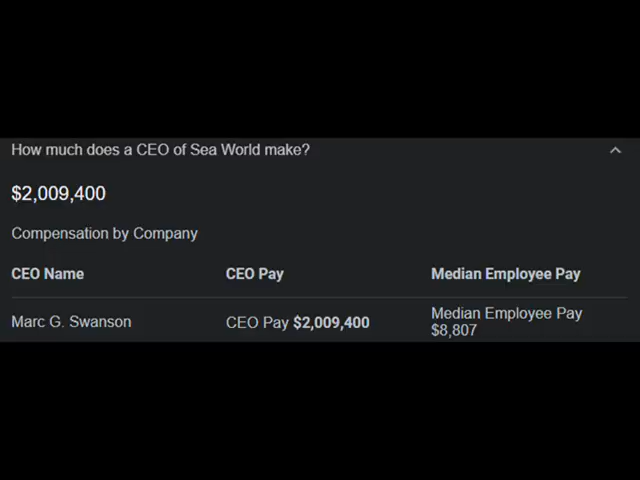 How much does a CEO of Sea World make?
$2,009,400
Compensation by Company
CEO Name CEO Pay Median Employee Pay
Marc G. Swanson CEO Pay $2,009,400 Median Employee Pay
$8,807